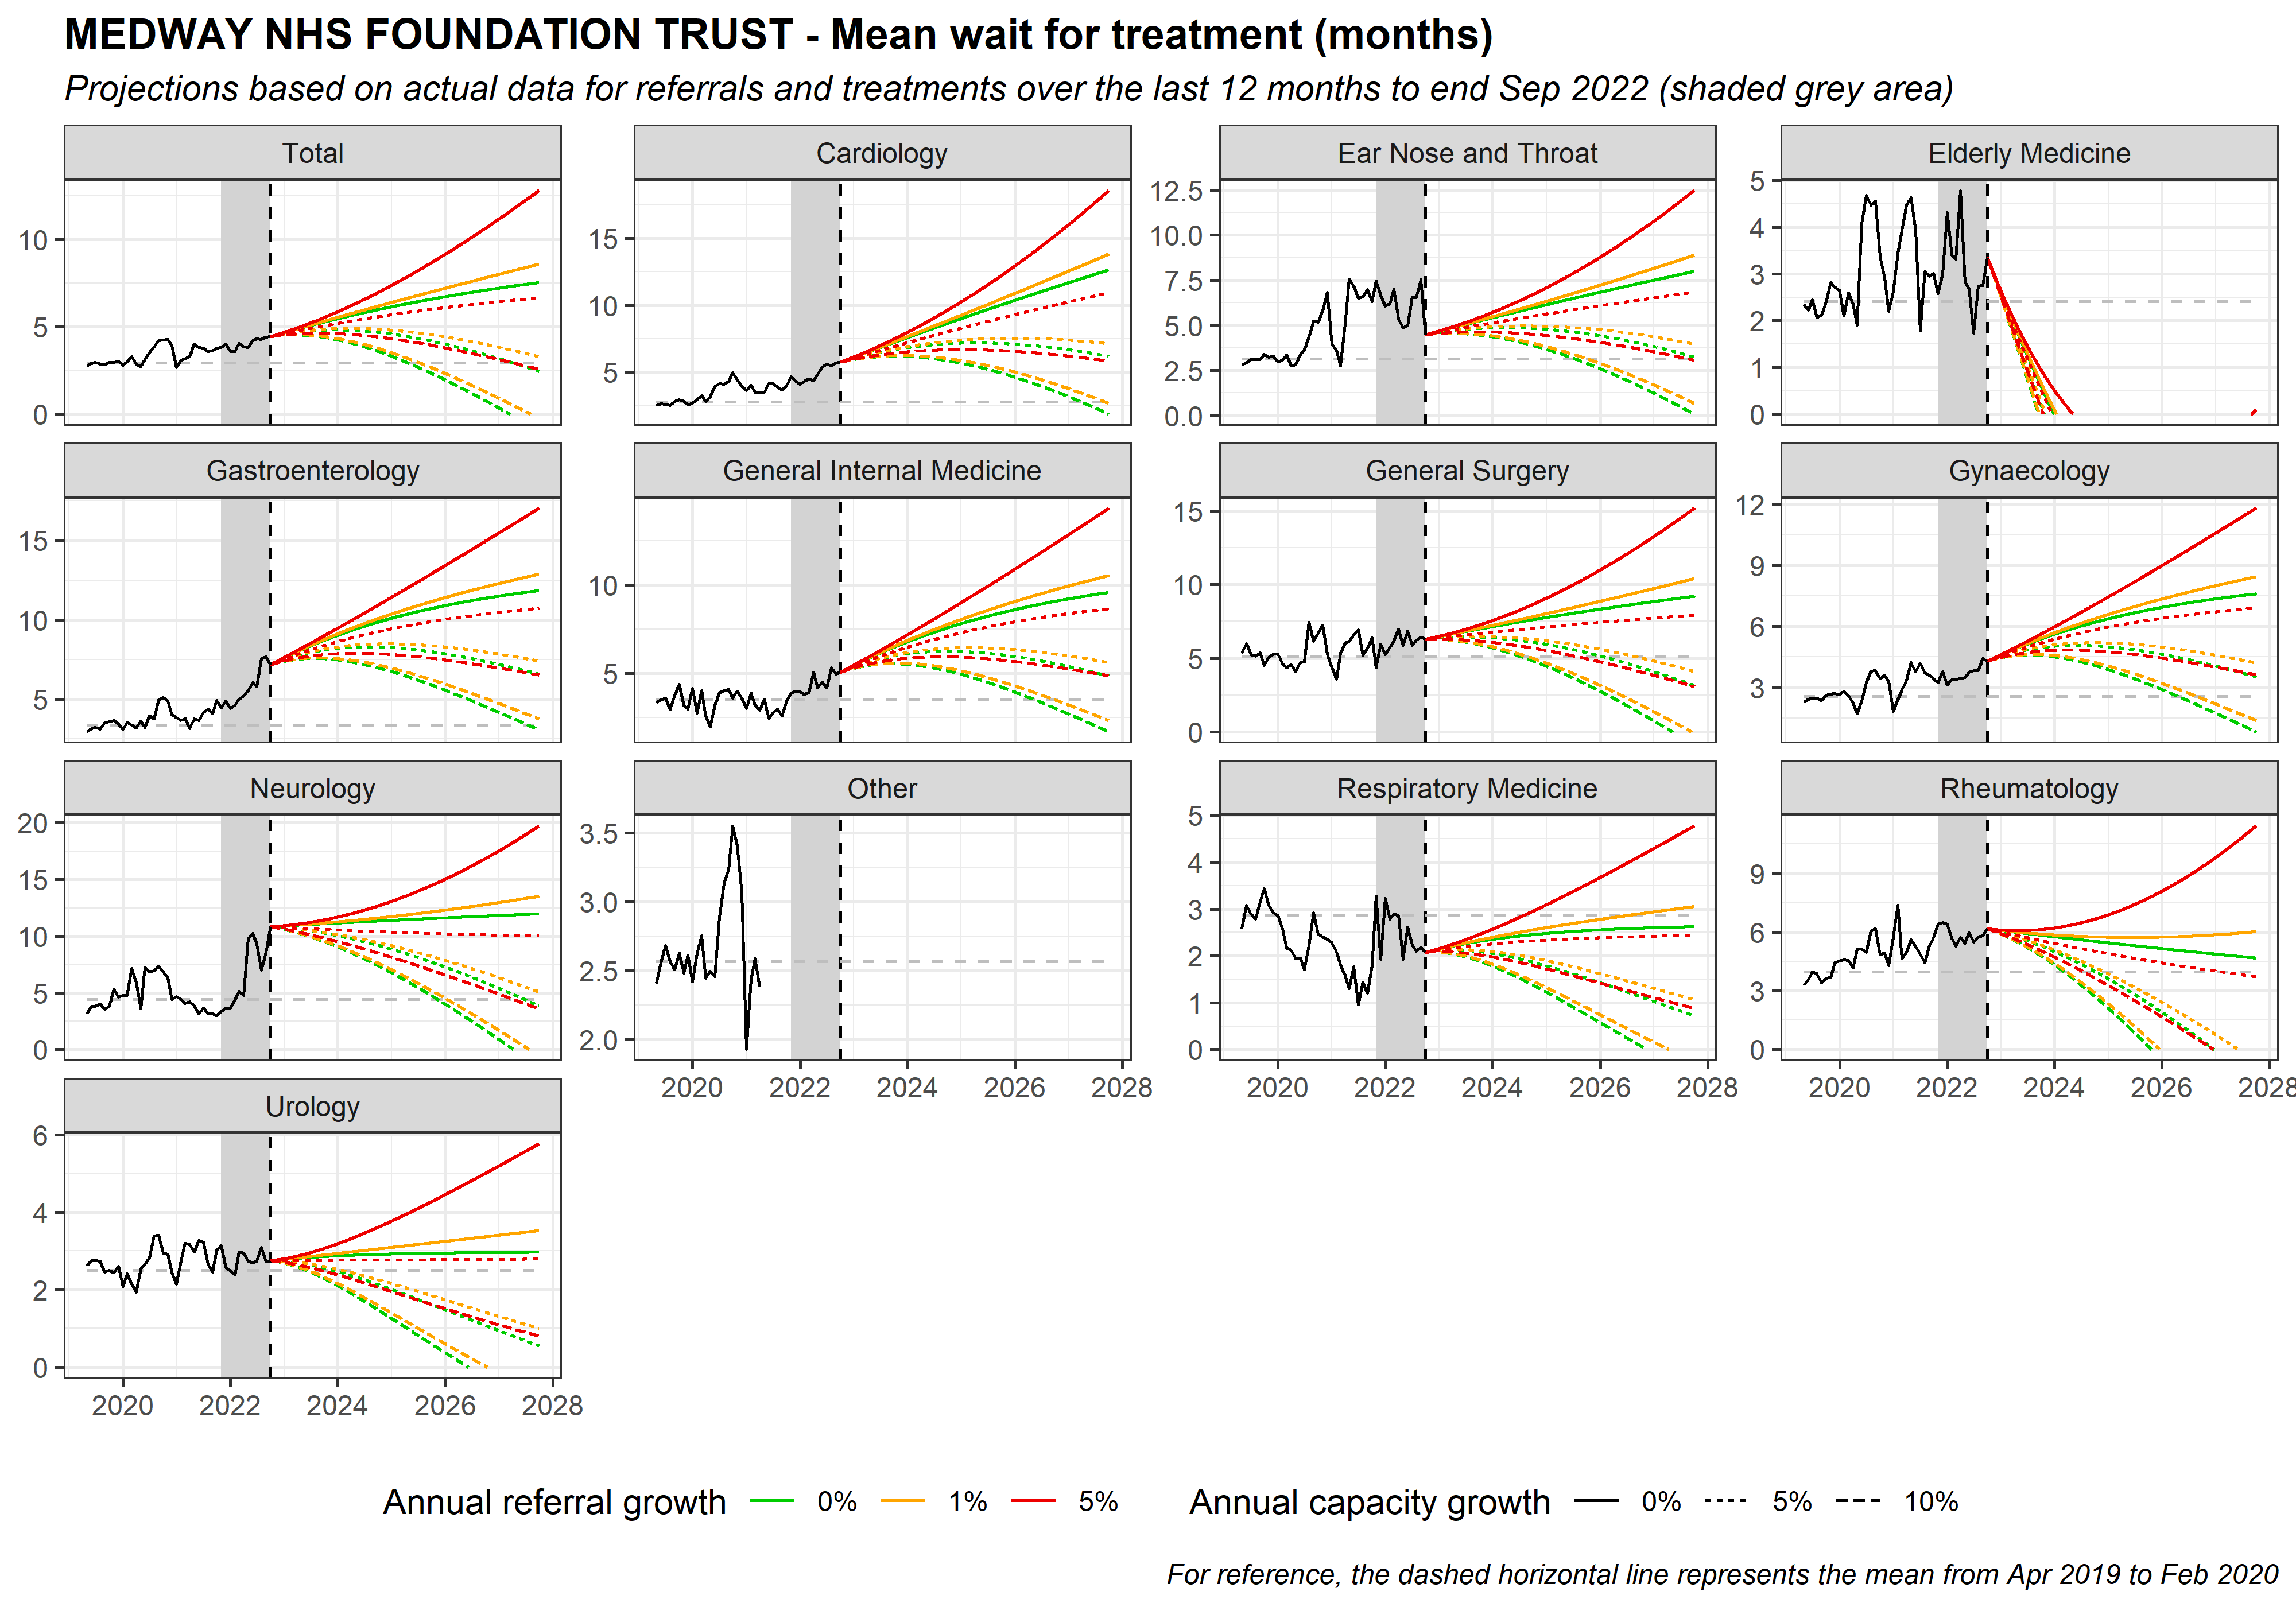 MEDWAY NHS FOUNDATION TRUST - Mean wait for treatment (months)
Projections based on actual data for referrals and treatments over the last 12 months to end Sep 2022 (shaded grey area)
Total
10
5
0
Cardiology
15
10
5
Ear Nose and Throat
12.5
10.0
7.5
5.0
2.5
0.0
Elderly Medicine
5
4
3
2
1
0
Gastroenterology
15
10
5
General Internal Medicine
10
5
General Surgery
15
10
5
0
Gynaecology
12
9
6
3
Neurology
20
15
10
5
0
Other
3.5
3.0
2.5
2.0
2020 2022 2024 2026 2028
Respiratory Medicine
5
4
3
2
1
0
2020 2022 2024 2026 2028
Rheumatology
9
6
3
0
2020 2022 2024 2026 2028
Urology
6
4
2
0
2020 2022 2024 2026 2028
Annual referral growth 0% 1% 5% Annual capacity growth 0% 5% 10%
For reference, the dashed horizontal line represents the mean from Apr 2019 to Feb 2020